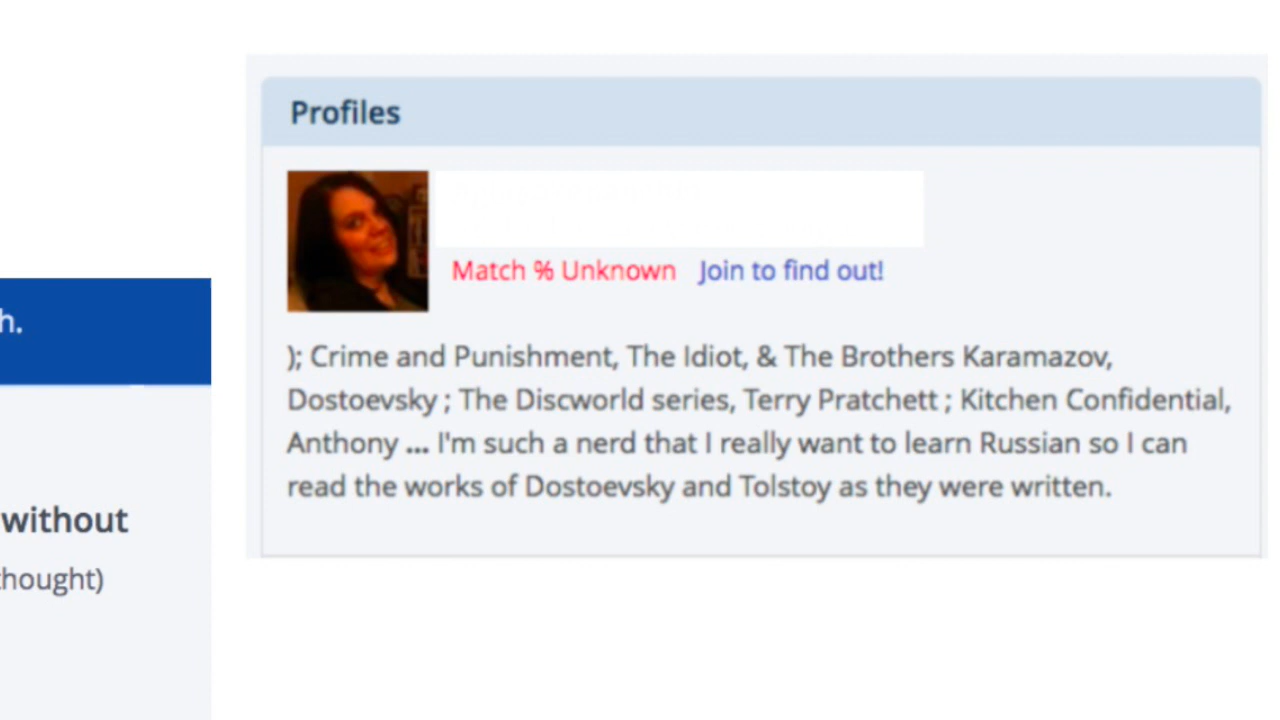 h.
without
thought)
Profiles
Match % Unknown Join to find out!
); Crime and Punishment, The Idiot, & The Brothers Karamazov,
Dostoevsky ; The Discworld series, Terry Pratchett ; Kitchen Confidential,
Anthony ... I'm such a nerd that I really want to learn Russian so I can
read the works of Dostoevsky and Tolstoy as they were written.